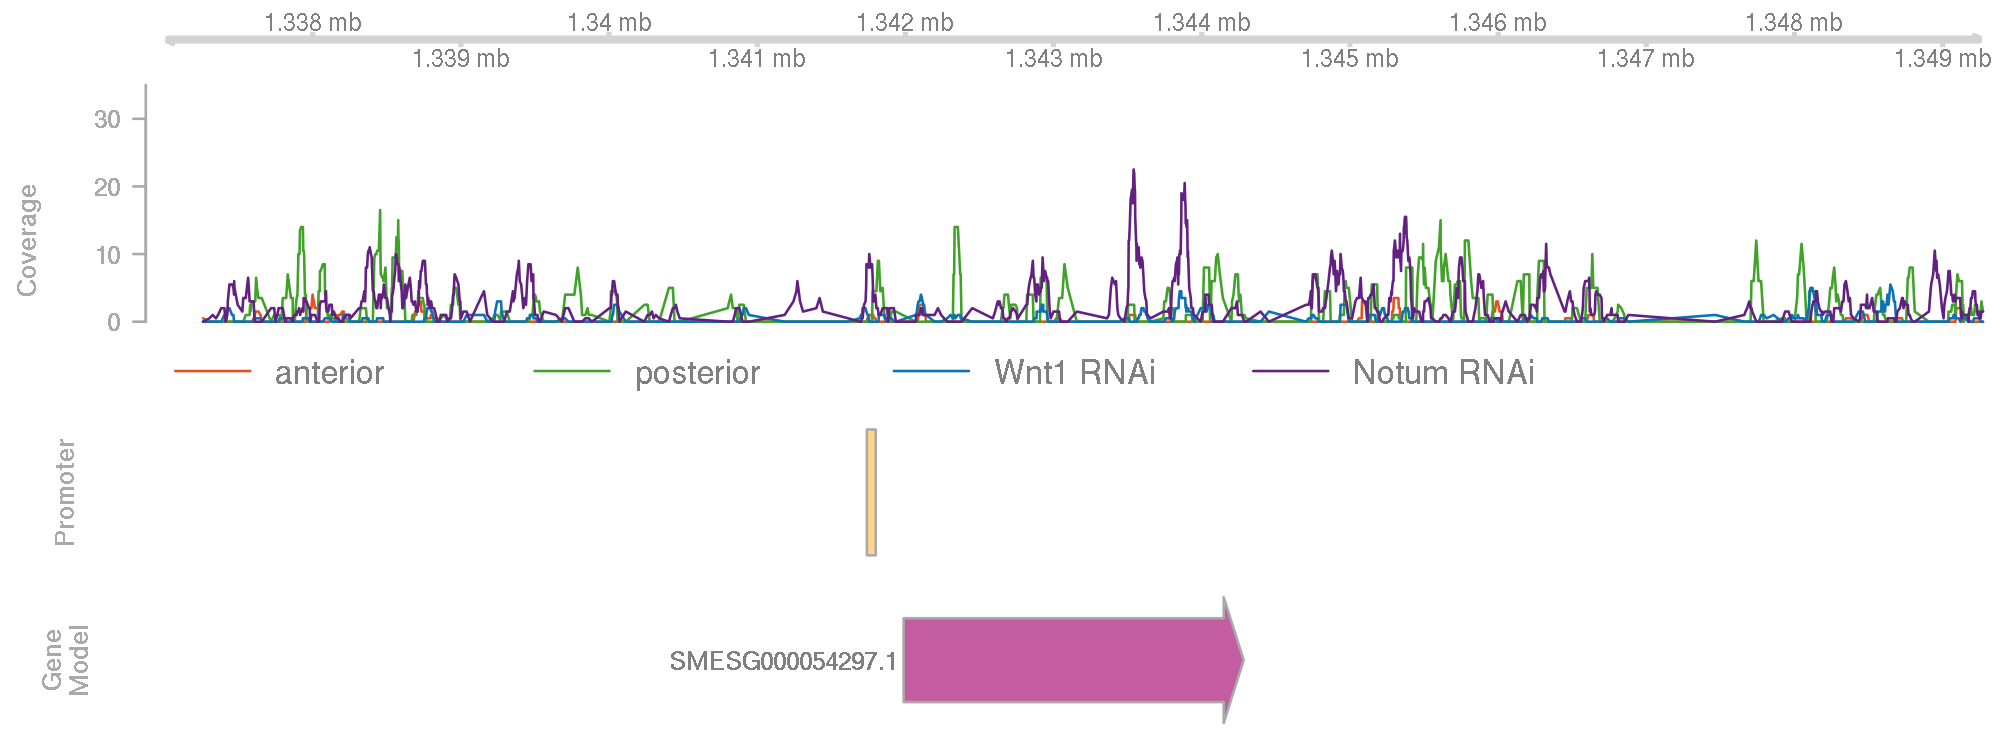 1.338 mb 1.34 mb 1.342 mb 1.344 mb 1.346 mb 1.348 mb
1.339 mb 1.341 mb 1.343 mb 1.345 mb 1.347 mb 1.349 mb
Coverage
30
20
10
0
anterior posterior Wnt1 RNAi Notum RNAi
Promoter
Gene
Model
SMESG000054297.1